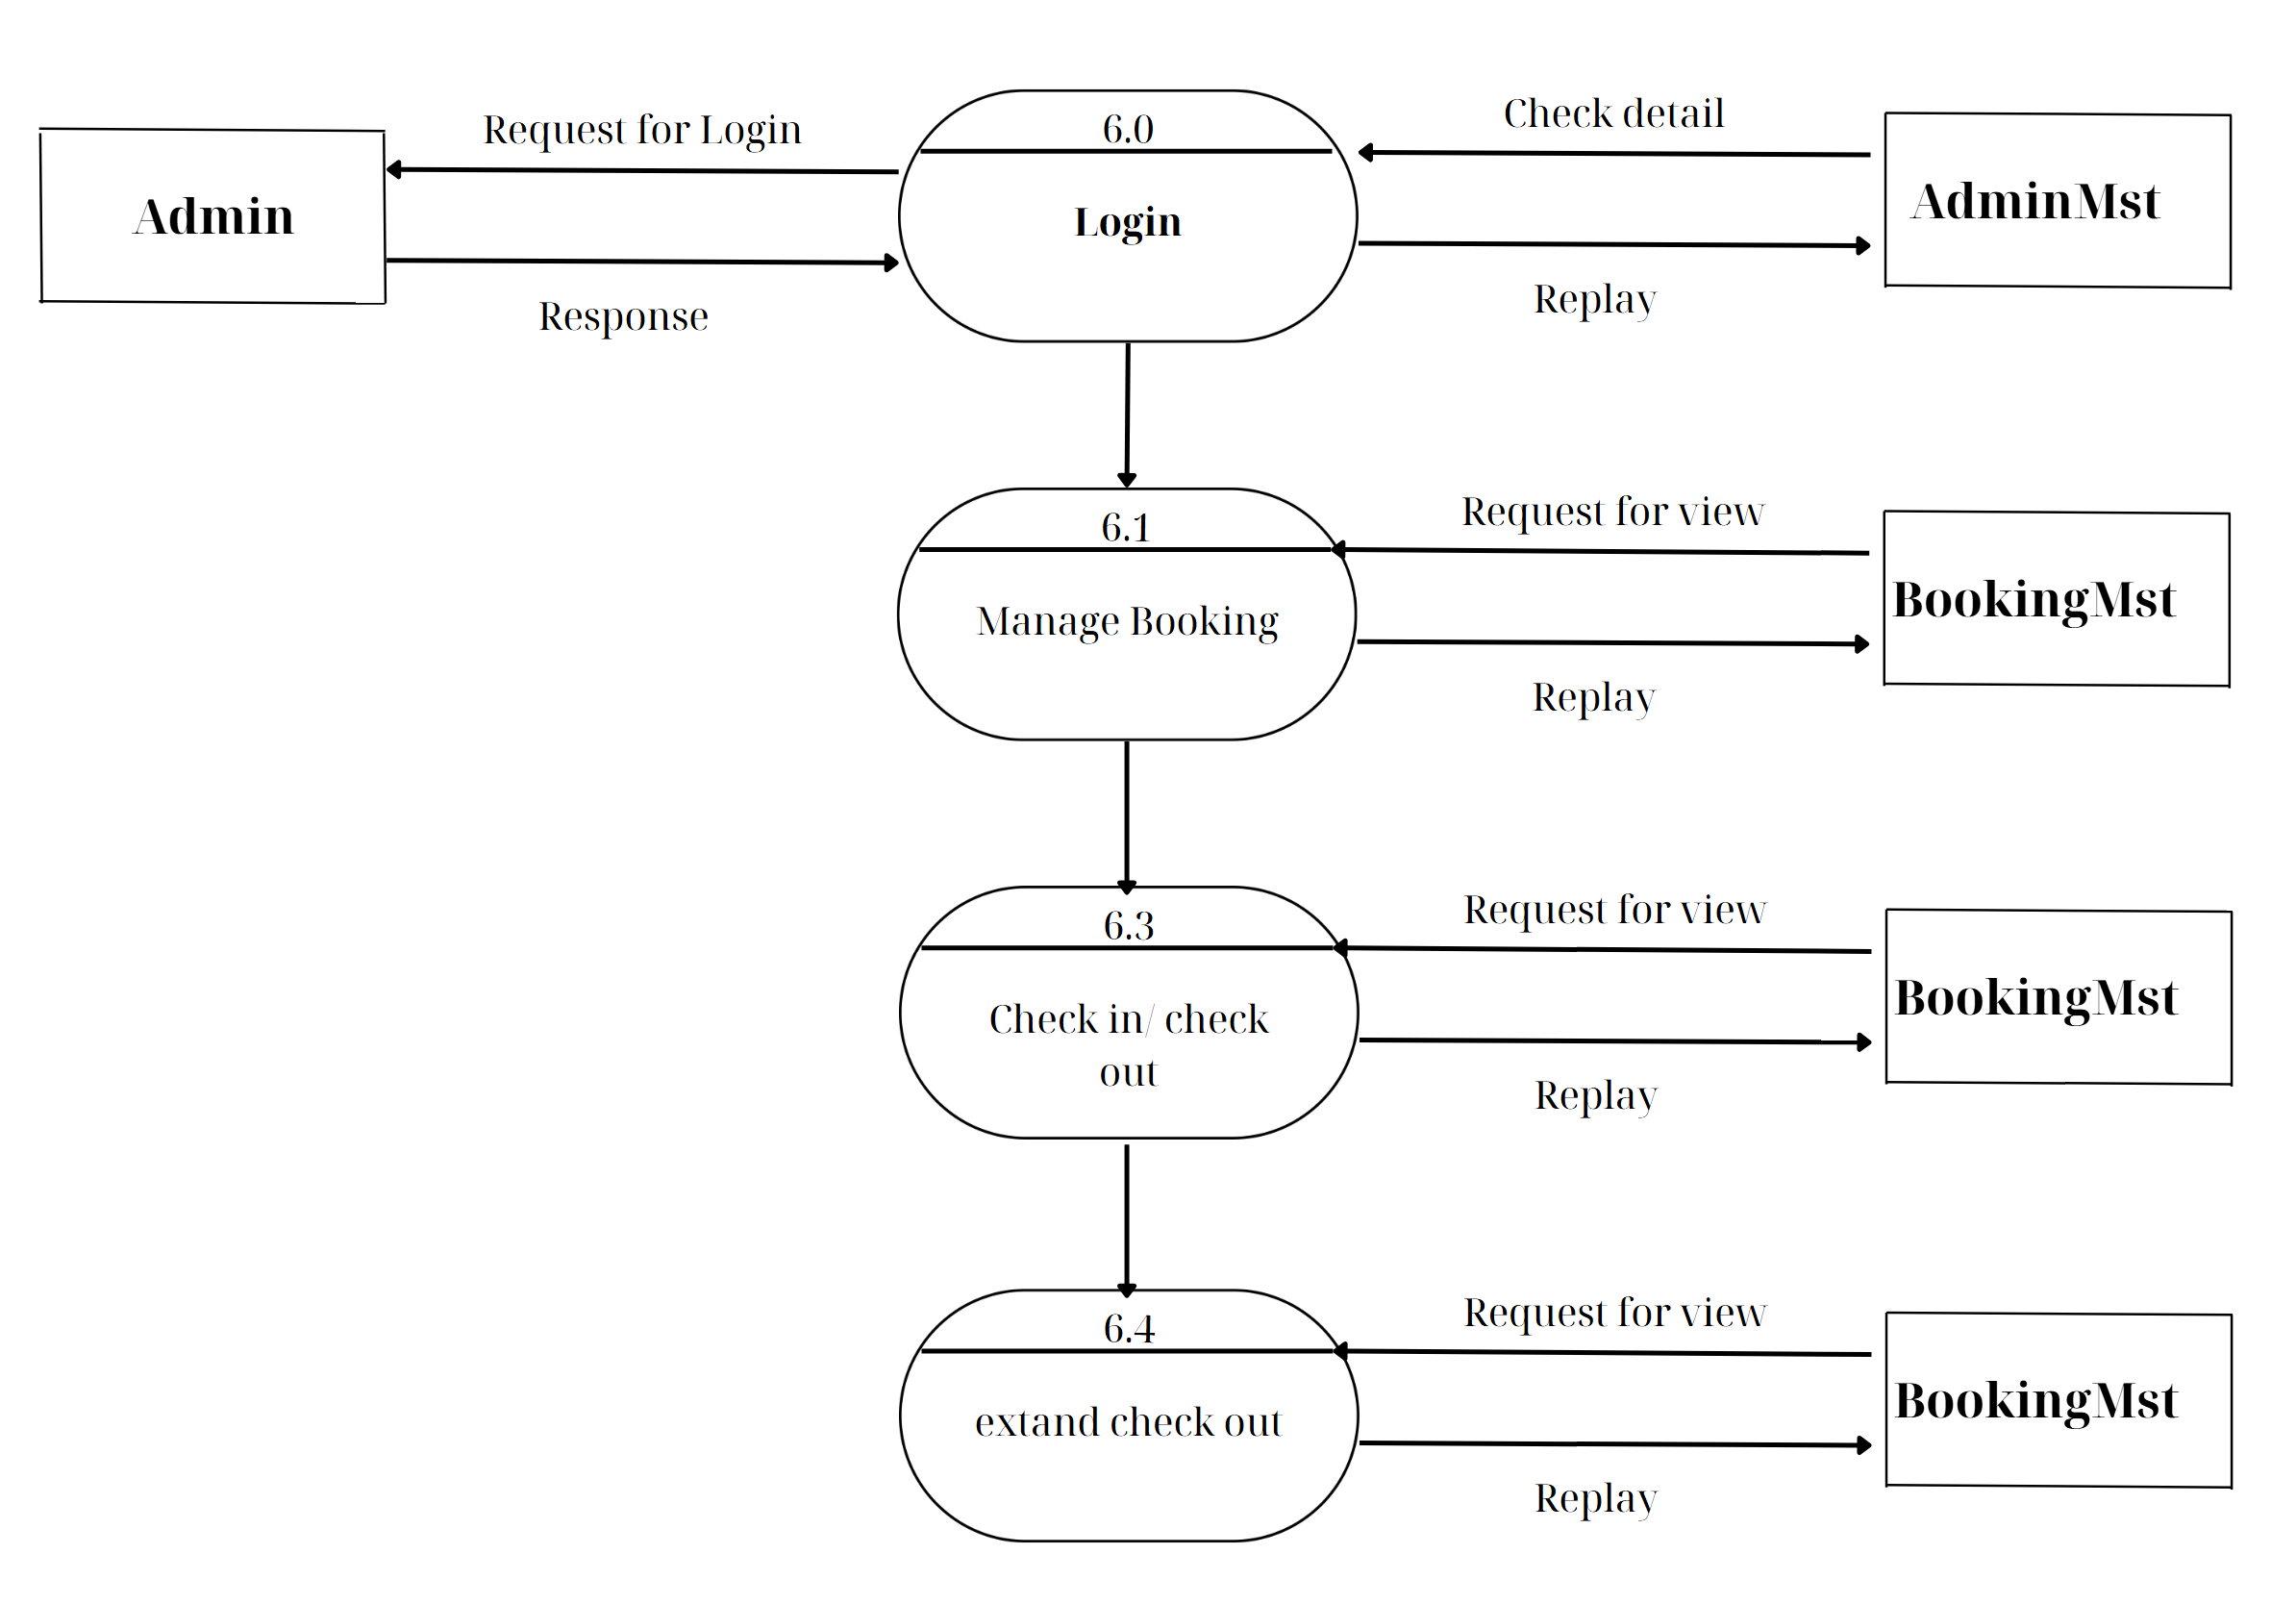 Request for Login
6.0
Check detail
Admin
Login
AdminMst
Response
Replay
6.1
Request for view
Manage Booking
BookingMst
Replay
6.3
Request for view
Check in/ check
out
BookingMst
Replay
6.4
Request for view
extand check out
BookingMst
Replay